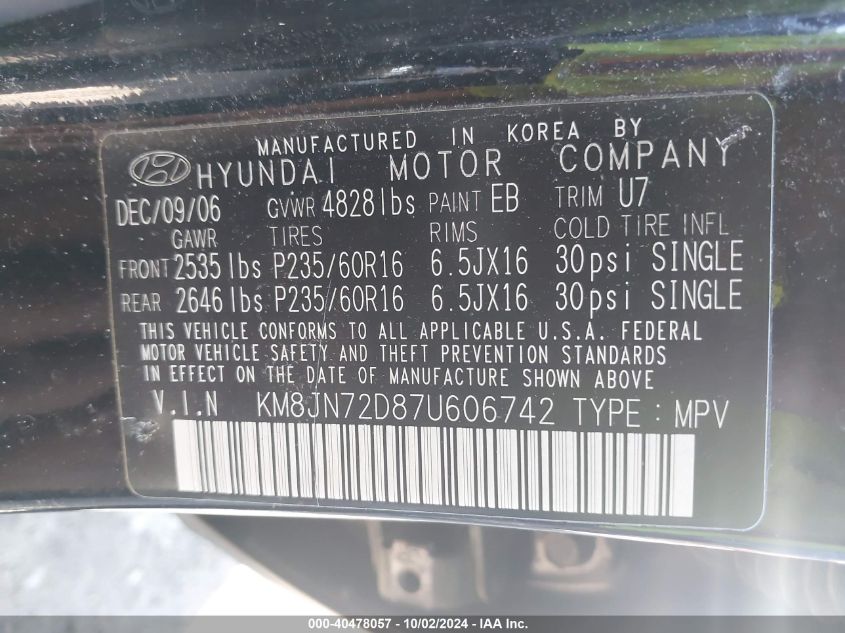 MANUFACTURED IN KOREA BY
HYUNDAI MOTOR COMPANY
DEC/09/06 GVWR 4828lbs PAINT EB TRIM U7
GAWR TIRES RIMS COLD TIRE INFL
FRONT 2535lbs P235/60R16 6.5JX16 30psi SINGLE
REAR 2646lbs P235/60R16 6.5JX16 30psi SINGLE
THIS VEHICLE CONFORMS TO ALL APPLICABLE U.S.A. FEDERAL
MOTOR VEHICLE SAFETY AND THEFT PREVENTION STANDARDS
IN EFFECT ON THE DATE OF MANUFACTURE SHOWN ABOVE
V.I.N KM8JN72D87U606742 TYPE : MPV
000-40478057 - 10/02/2024 - IAA, Inc.